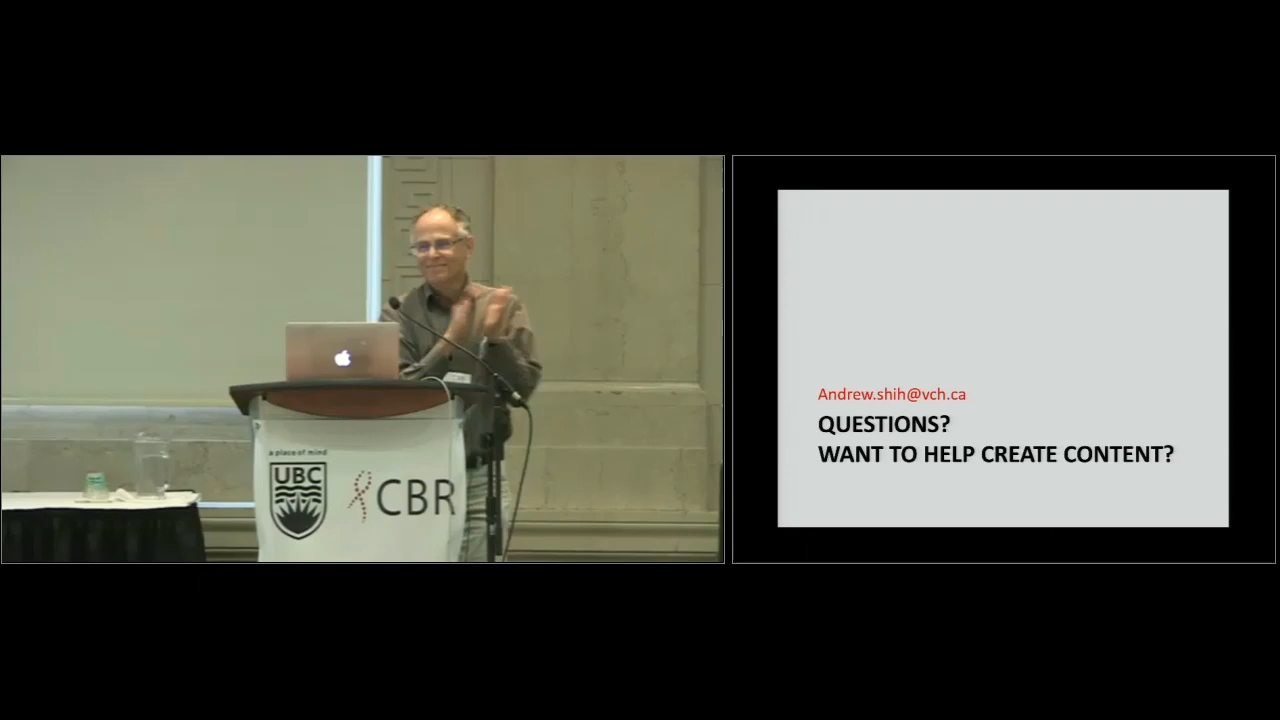 a place of mind
UBC
CBR
Andrew.shih@vch.ca
QUESTIONS?
WANT TO HELP CREATE CONTENT?